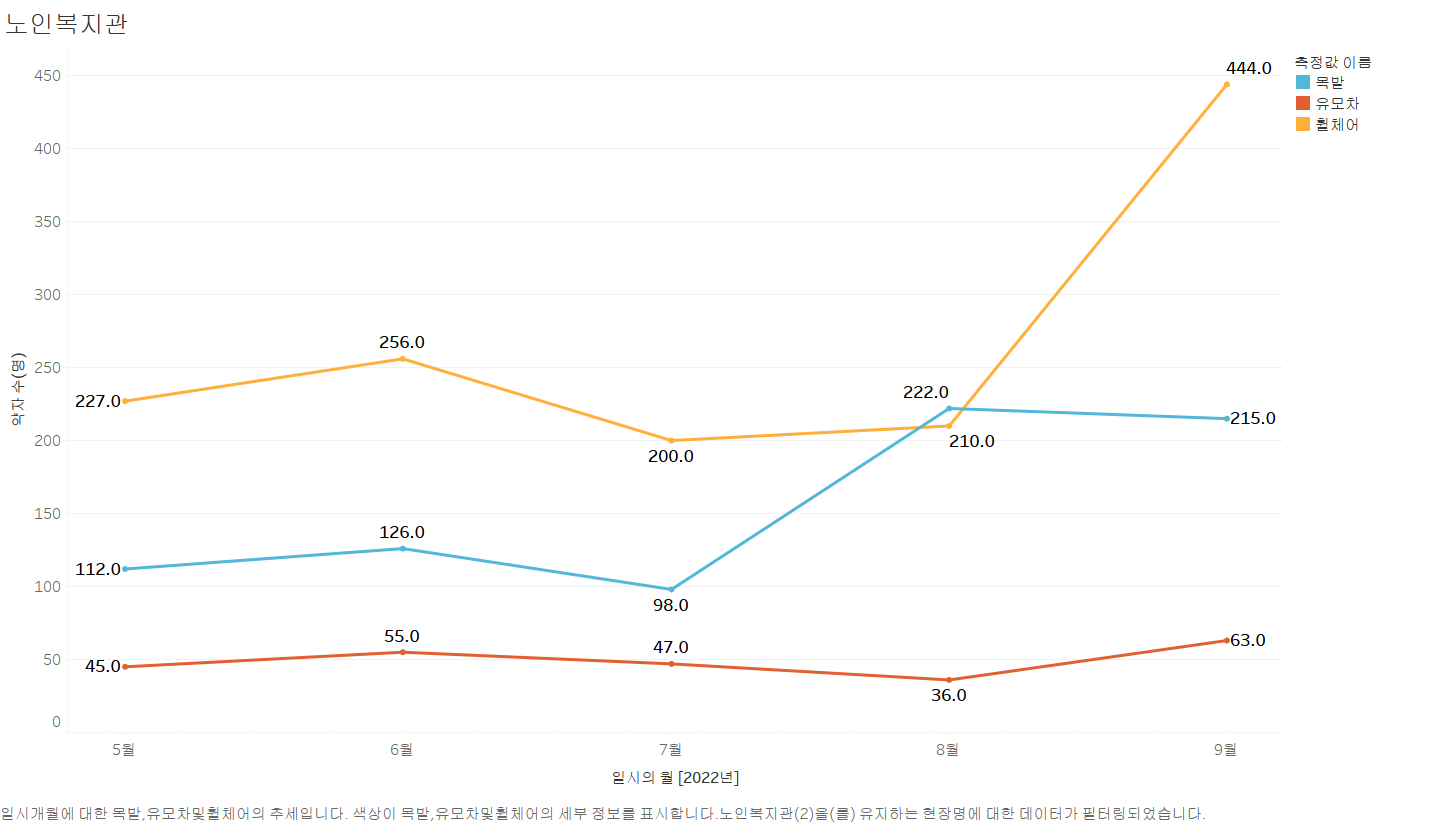 노인복지관
측정값 이름
목발
유모차
휠체어
약자 수(명)
450
400
350
300
250
200
150
100
50
0
444.0
256.0
227.0
222.0
215.0
210.0
200.0
126.0
112.0
98.0
55.0
47.0
45.0
63.0
36.0
5월
6월
7월
8월
9월
일시의 월 [2022년]
일시개월에 대한 목발,유모차및휠체어의 추세입니다. 색상이 목발,유모차및휠체어의 세부 정보를 표시합니다.노인복지관(2)을(를) 유지하는 현장명에 대한 데이터가 필터링되었습니다.